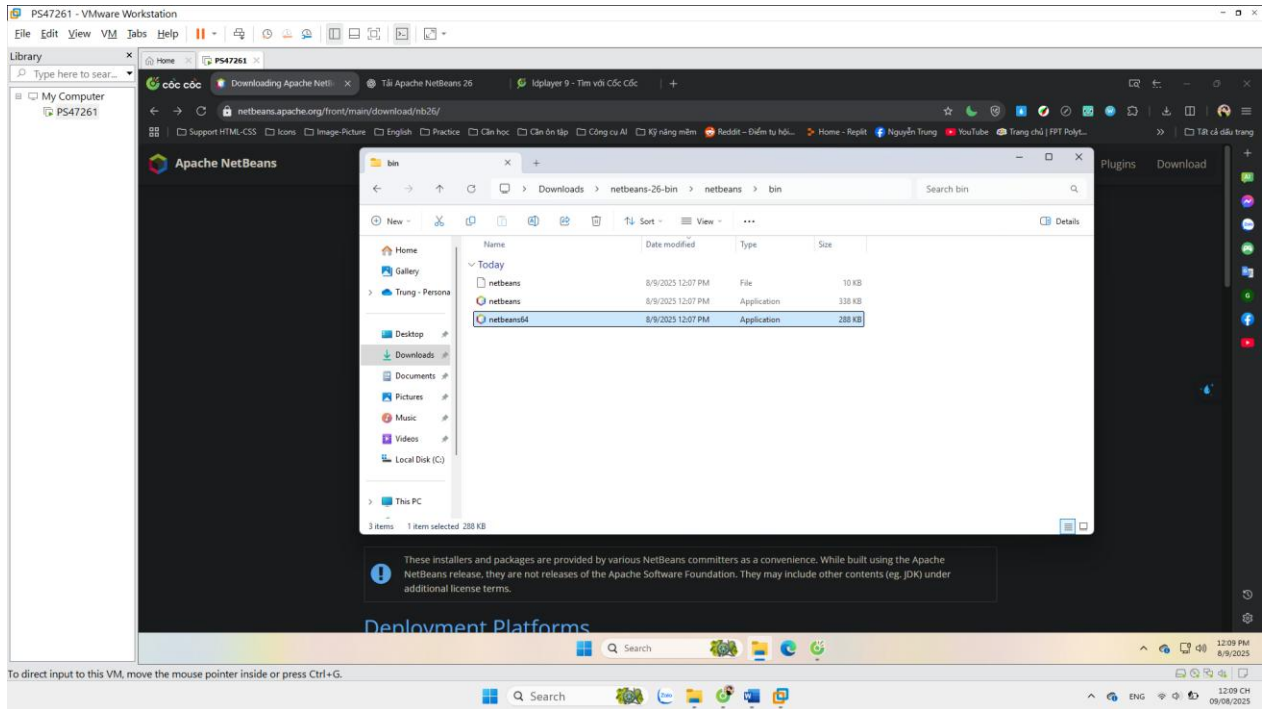 PS47261 - VMware Workstation
File Edit View VM Tabs Help
Library
Type here to sear...
My Computer
PS47261
Home
PS47261
cốc cốc
Downloading Apache NetB
Tải Apache NetBeans 26
ldplayer 9 - Tìm với Cốc Cốc
netbeans.apache.org/front/main/download/nb26/
Support HTML-CSS Icons Image-Picture English Practice Cần học Cần ôn tập Công cụ AI Kỹ năng mềm Reddit – Điểm tụ hội... Home - Replit Nguyễn Trung YouTube Trang chủ | FPT Polyt... Tất cả dấu trang
Apache NetBeans
Plugins Download
bin
Downloads > netbeans-26-bin > netbeans > bin
Search bin
New Sort View Details
Home
Gallery
Trung - Persona
Desktop
Downloads
Documents
Pictures
Music
Videos
Local Disk (C:)
This PC
Name Date modified Type Size
Today
netbeans 8/9/2025 12:07 PM File 10 KB
netbeans 8/9/2025 12:07 PM Application 338 KB
netbeans64 8/9/2025 12:07 PM Application 288 KB
3 items 1 item selected 288 KB
These installers and packages are provided by various NetBeans committers as a convenience. While built using the Apache
NetBeans release, they are not releases of the Apache Software Foundation. They may include other contents (eg. JDK) under
additional license terms.
Deployment Platforms
Search
12:09 PM
8/9/2025
To direct input to this VM, move the mouse pointer inside or press Ctrl+G.
Search
Zalo
ENG
12:09 CH
09/08/2025